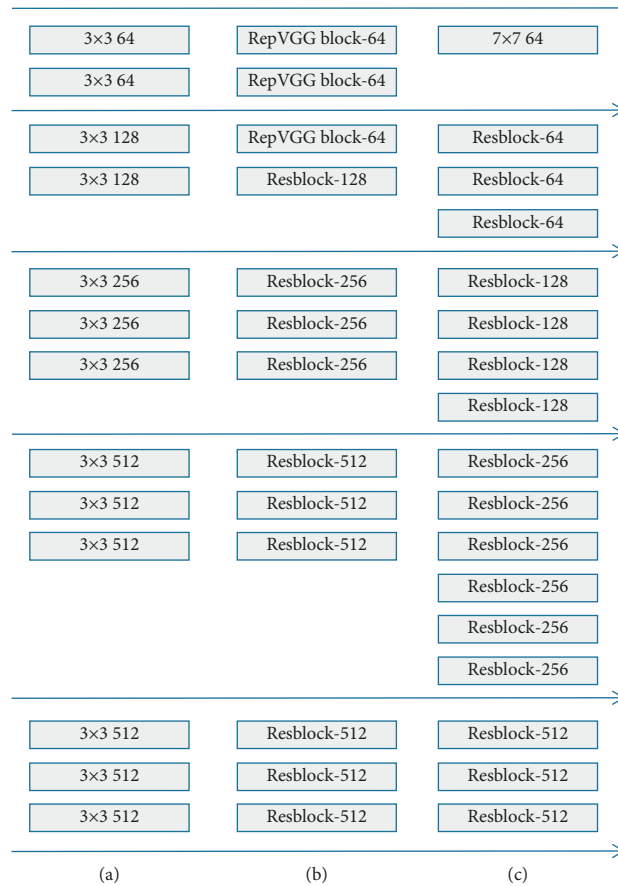 3×3 64 RepVGG block-64 7×7 64
3×3 64 RepVGG block-64
3×3 128 RepVGG block-64 Resblock-64
3×3 128 Resblock-128 Resblock-64
Resblock-64
3×3 256 Resblock-256 Resblock-128
3×3 256 Resblock-256 Resblock-128
3×3 256 Resblock-256 Resblock-128
Resblock-128
3×3 512 Resblock-512 Resblock-256
3×3 512 Resblock-512 Resblock-256
3×3 512 Resblock-512 Resblock-256
Resblock-256
Resblock-256
Resblock-256
3×3 512 Resblock-512 Resblock-512
3×3 512 Resblock-512 Resblock-512
3×3 512 Resblock-512 Resblock-512
(a) (b) (c)